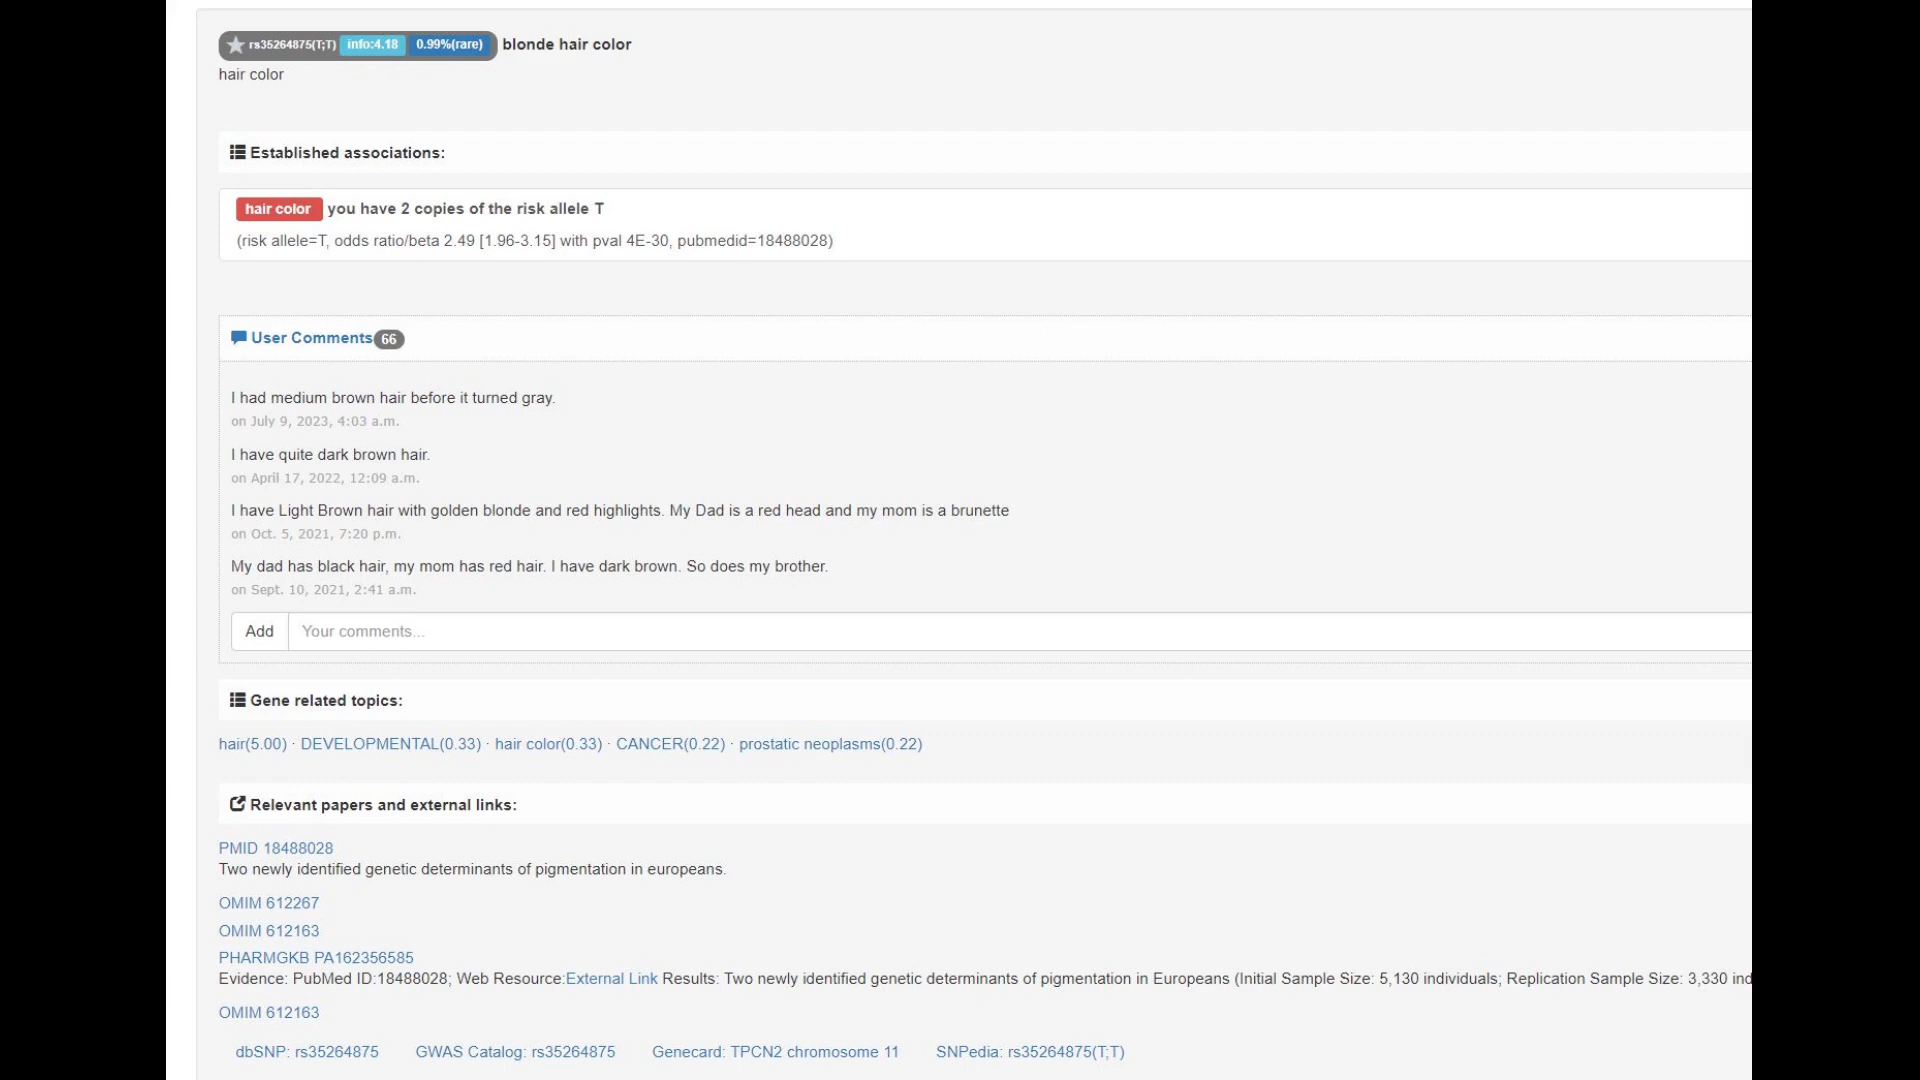 rs35264875(T;T) info:4.18 0.99%(rare) blonde hair color
hair color
Established associations:
hair color you have 2 copies of the risk allele T
(risk allele=T, odds ratio/beta 2.49 [1.96-3.15] with pval 4E-30, pubmedid=18488028)
User Comments 66
I had medium brown hair before it turned gray.
on July 9, 2023, 4:03 a.m.
I have quite dark brown hair.
on April 17, 2022, 12:09 a.m.
I have Light Brown hair with golden blonde and red highlights. My Dad is a red head and my mom is a brunette
on Oct. 5, 2021, 7:20 p.m.
My dad has black hair, my mom has red hair. I have dark brown. So does my brother.
on Sept. 10, 2021, 2:41 a.m.
Add Your comments...
Gene related topics:
hair(5.00) · DEVELOPMENTAL(0.33) · hair color(0.33) · CANCER(0.22) · prostatic neoplasms(0.22)
Relevant papers and external links:
PMID 18488028
Two newly identified genetic determinants of pigmentation in europeans.
OMIM 612267
OMIM 612163
PHARMGKB PA162356585
Evidence: PubMed ID:18488028; Web Resource:External Link Results: Two newly identified genetic determinants of pigmentation in Europeans (Initial Sample Size: 5,130 individuals; Replication Sample Size: 3,330 ind
OMIM 612163
dbSNP: rs35264875 GWAS Catalog: rs35264875 Genecard: TPCN2 chromosome 11 SNPedia: rs35264875(T;T)